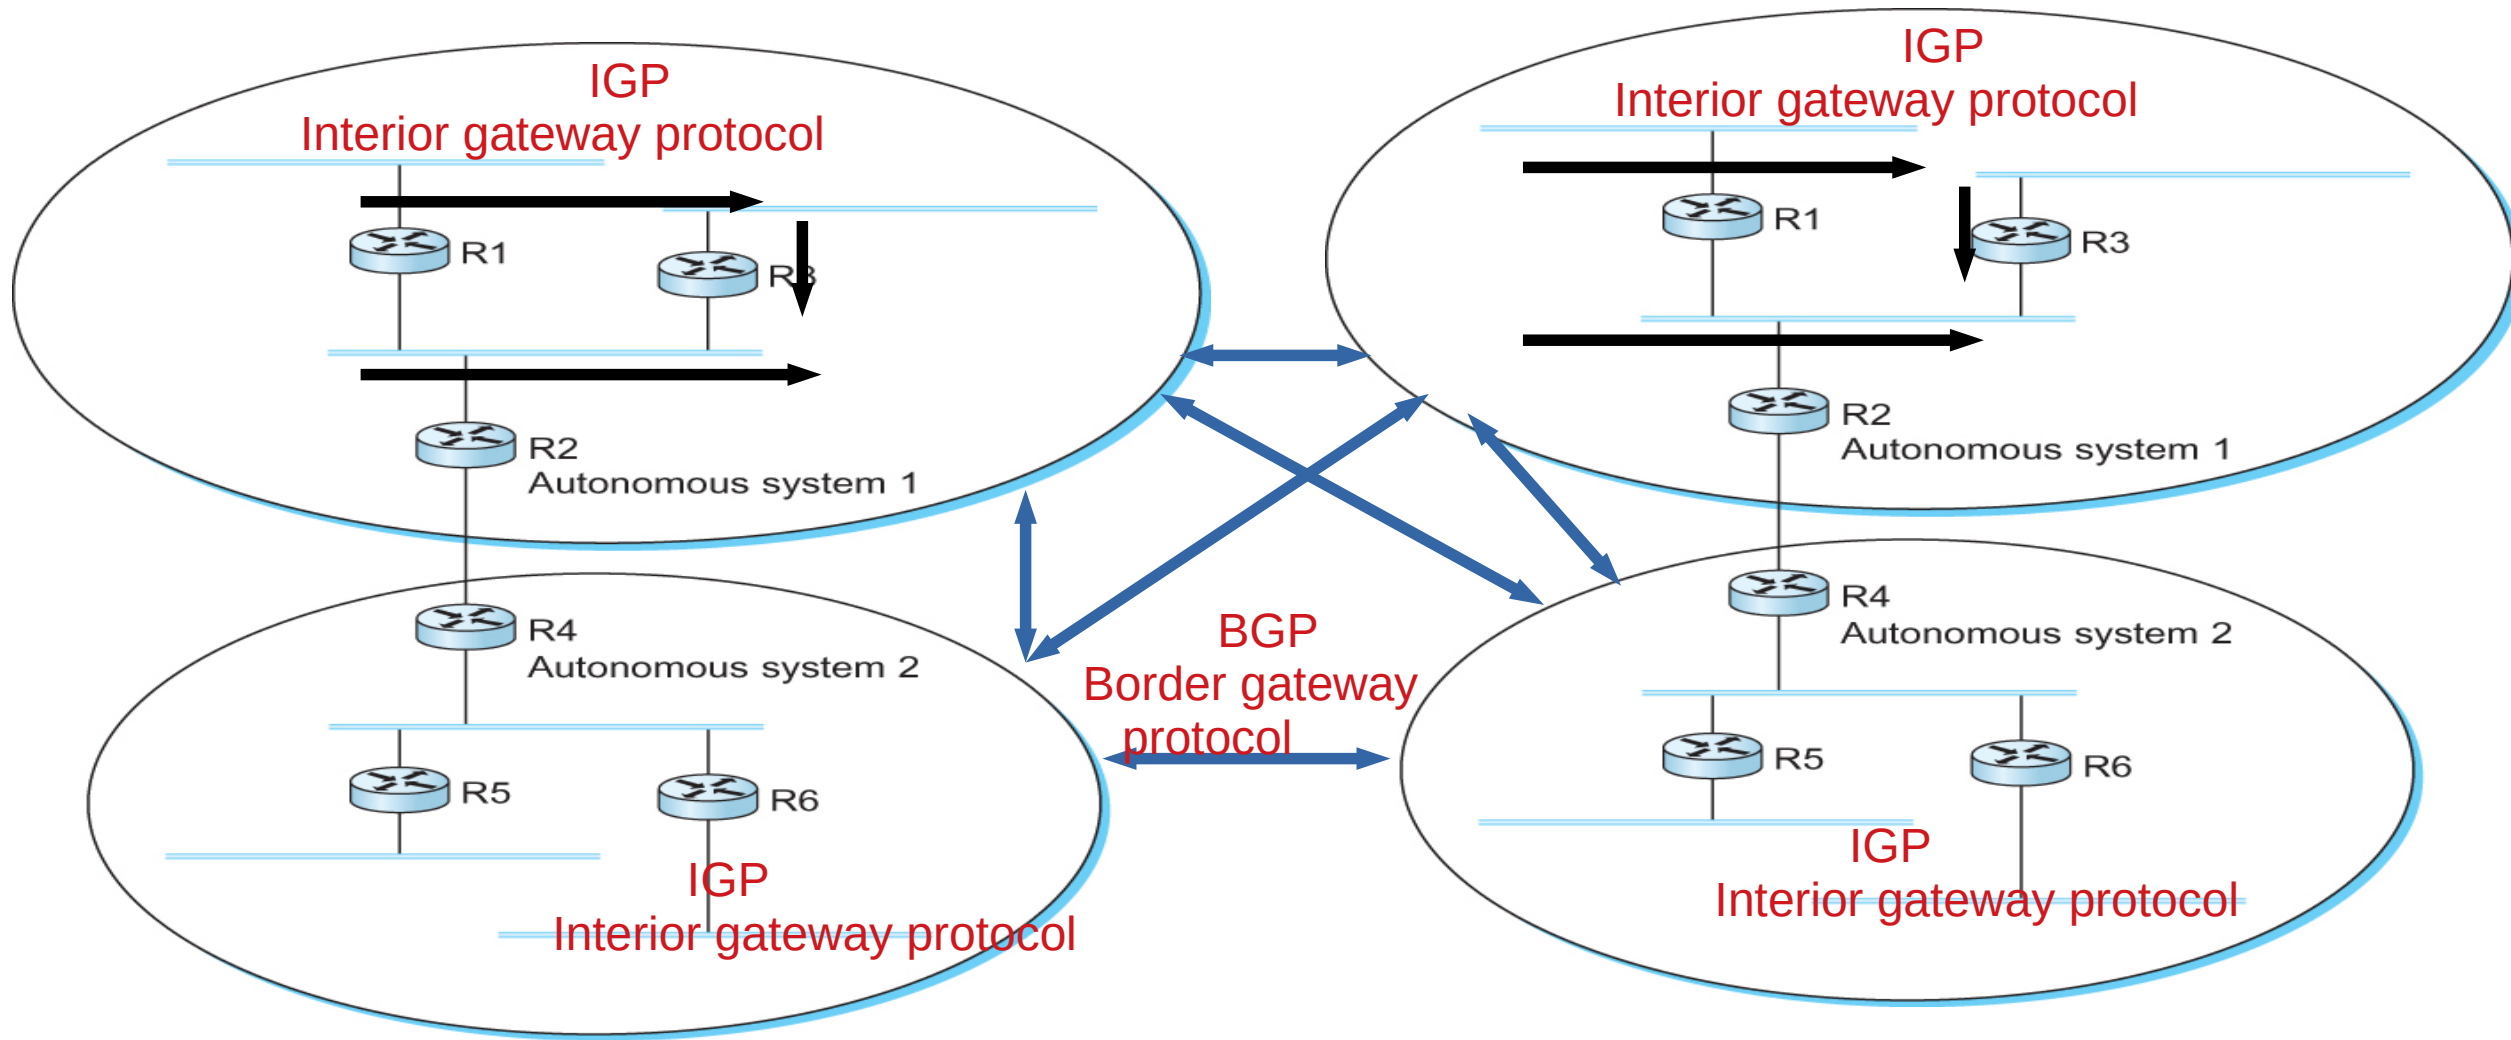 IGP
Interior gateway protocol
R1
R3
R2
Autonomous system 1
IGP
Interior gateway protocol
R1
R3
R2
Autonomous system 1
R4
Autonomous system 2
R5
R6
IGP
Interior gateway protocol
BGP
Border gateway
protocol
R4
Autonomous system 2
R5
R6
IGP
Interior gateway protocol